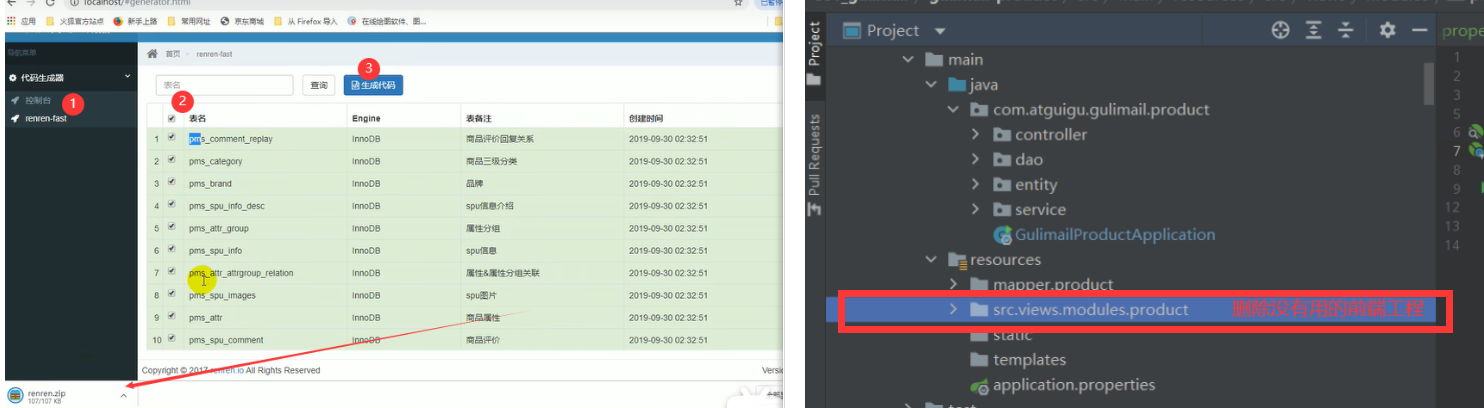 localhost/#generator.html
应用
火狐官方站点
新手上路
常用网址
京东商城
从 Firefox 导入
在线绘图软件、图...
首页
renren-fast
代码生成器
控制台
1
renren-fast
表名
查询
3
生成代码
2
表名 Engine 表备注 创建时间
1 pms_comment_replay InnoDB 商品评价回复关系 2019-09-30 02:32:51
2 pms_category InnoDB 商品三级分类 2019-09-30 02:32:51
3 pms_brand InnoDB 品牌 2019-09-30 02:32:51
4 pms_spu_info_desc InnoDB spu信息介绍 2019-09-30 02:32:51
5 pms_attr_group InnoDB 属性分组 2019-09-30 02:32:51
6 pms_spu_info InnoDB spu信息 2019-09-30 02:32:51
7 pms_attr_attrgroup_relation InnoDB 属性&属性分组关联 2019-09-30 02:32:51
8 pms_spu_images InnoDB spu图片 2019-09-30 02:32:51
9 pms_attr InnoDB 商品属性 2019-09-30 02:32:51
10 pms_spu_comment InnoDB 商品评价 2019-09-30 02:32:51
Copyright © 2017 renren.io All Rights Reserved
Versic
renren.zip
107/107 KB
Project
Pull Requests
Project
main
java
com.atguigu.gulimail.product
controller
dao
entity
service
GulimailProductApplication
resources
mapper.product
src.views.modules.product 删除没有用的前端工程
static
templates
application.properties
prope
1
2
3
5
6
7
8
9
12
13
14